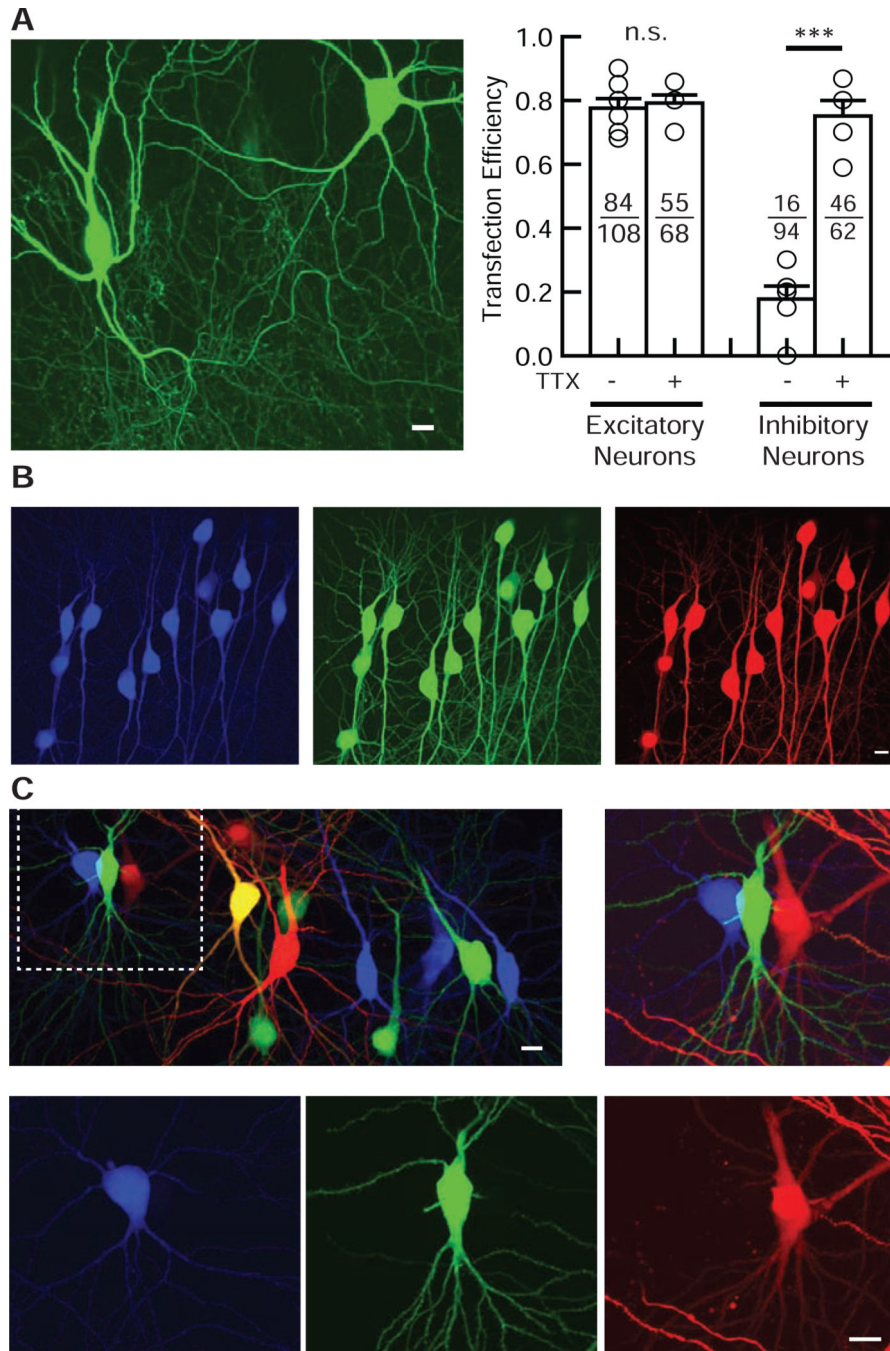 A
n.s.
***
1.0
0.8
0.6
0.4
0.2
0.0
Transfection Efficiency
84
108
55
68
16
94
46
62
TTX - + - +
Excitatory Inhibitory
Neurons Neurons
B
C